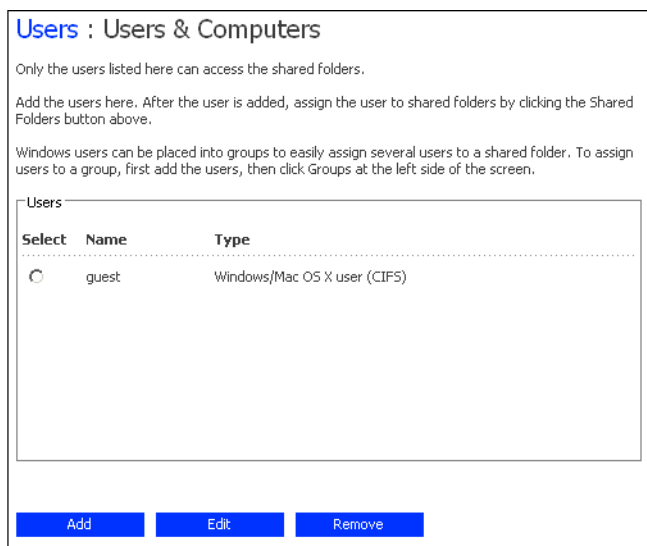 Users : Users & Computers
Only the users listed here can access the shared folders.
Add the users here. After the user is added, assign the user to shared folders by clicking the Shared
Folders button above.
Windows users can be placed into groups to easily assign several users to a shared folder. To assign
users to a group, first add the users, then click Groups at the left side of the screen.
Users
Select Name Type
guest Windows/Mac OS X user (CIFS)
Add Edit Remove